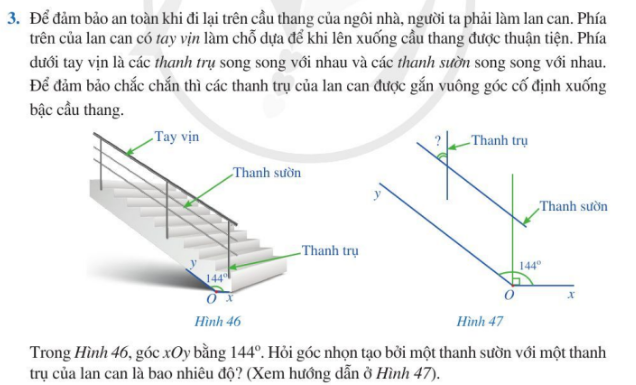 3. Để đảm bảo an toàn khi đi lại trên cầu thang của ngôi nhà, người ta phải làm lan can. Phía
trên của lan can có tay vịn làm chỗ dựa để khi lên xuống cầu thang được thuận tiện. Phía
dưới tay vịn là các thanh trụ song song với nhau và các thanh sườn song song với nhau.
Để đảm bảo chắc chắn thì các thanh trụ của lan can được gắn vuông góc cố định xuống
bậc cầu thang.
Tay vịn
Thanh sườn
Thanh trụ
y
144°
O x
Hình 46
?
Thanh trụ
y
Thanh sườn
144°
O
x
Hình 47
Trong Hình 46, góc xOy bằng 144°. Hỏi góc nhọn tạo bởi một thanh sườn với một thanh
trụ của lan can là bao nhiêu độ? (Xem hướng dẫn ở Hình 47).